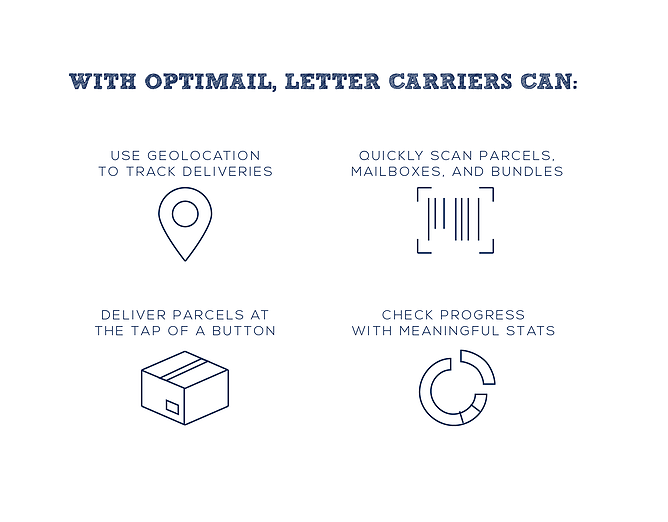 WITH OPTIMAIL, LETTER CARRIERS CAN:
USE GEOLOCATION
TO TRACK DELIVERIES
QUICKLY SCAN PARCELS,
MAILBOXES, AND BUNDLES
DELIVER PARCELS AT
THE TAP OF A BUTTON
CHECK PROGRESS
WITH MEANINGFUL STATS